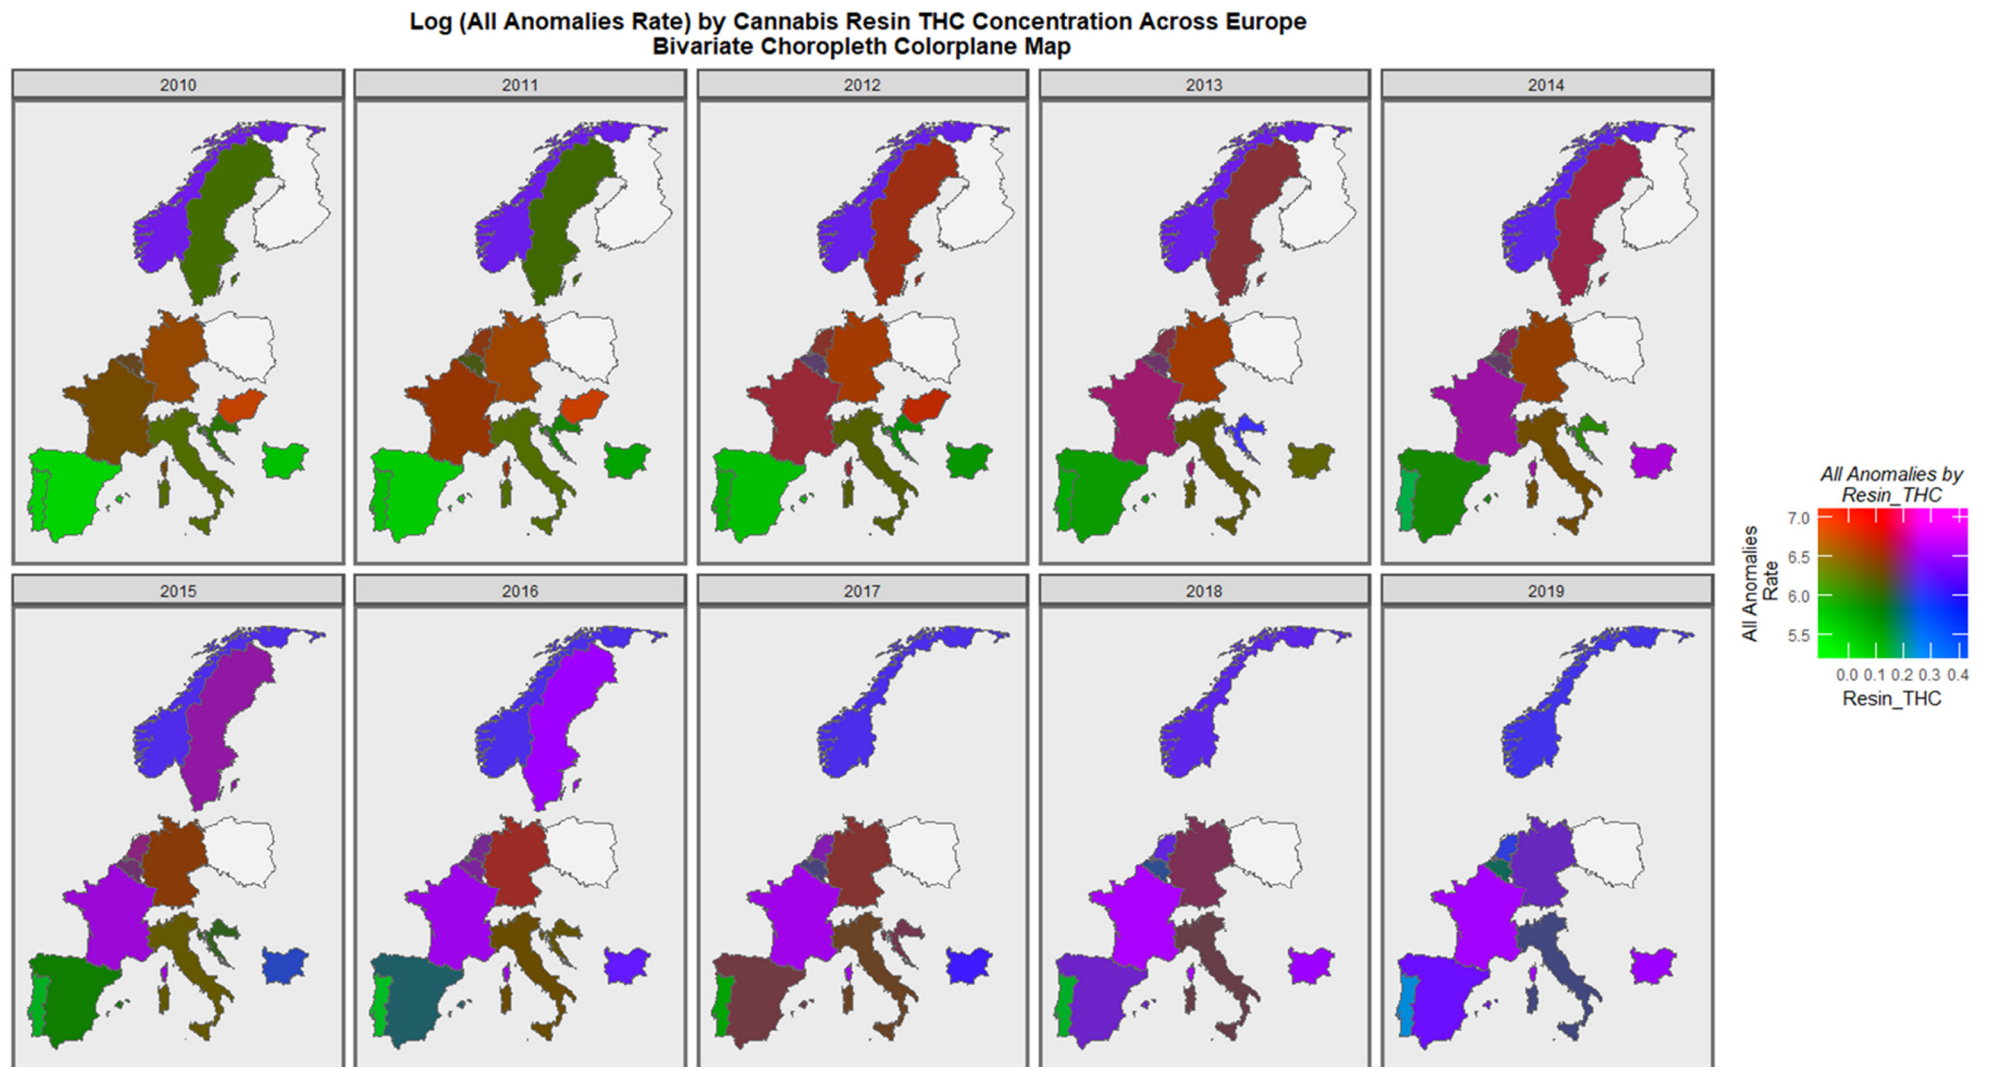 Log (All Anomalies Rate) by Cannabis Resin THC Concentration Across Europe
Bivariate Choropleth Colorplane Map
2010
2011
2012
2013
2014
2015
2016
2017
2018
2019
All Anomalies by
Resin_THC
All Anomalies
Rate
7.0
6.5
6.0
5.5
0.0 0.1 0.2 0.3 0.4
Resin_THC